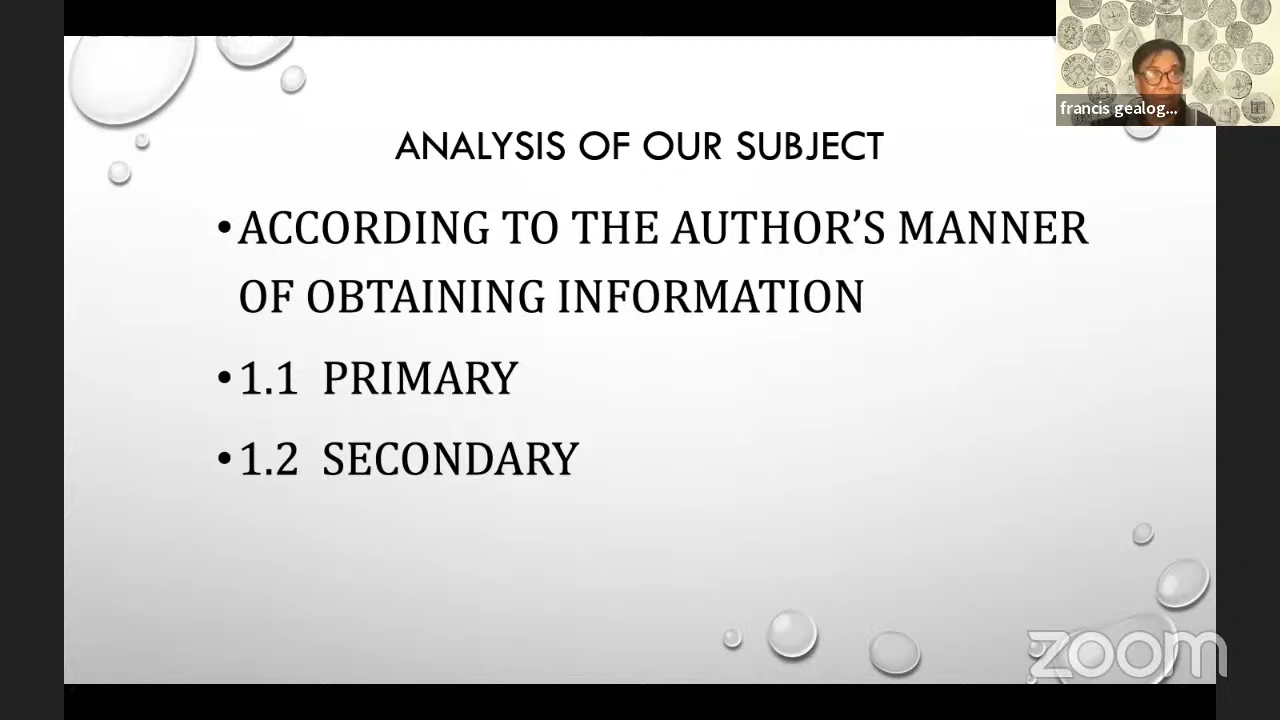 francis gealog...
ANALYSIS OF OUR SUBJECT
•ACCORDING TO THE AUTHOR’S MANNER
OF OBTAINING INFORMATION
•1.1 PRIMARY
•1.2 SECONDARY
zoom